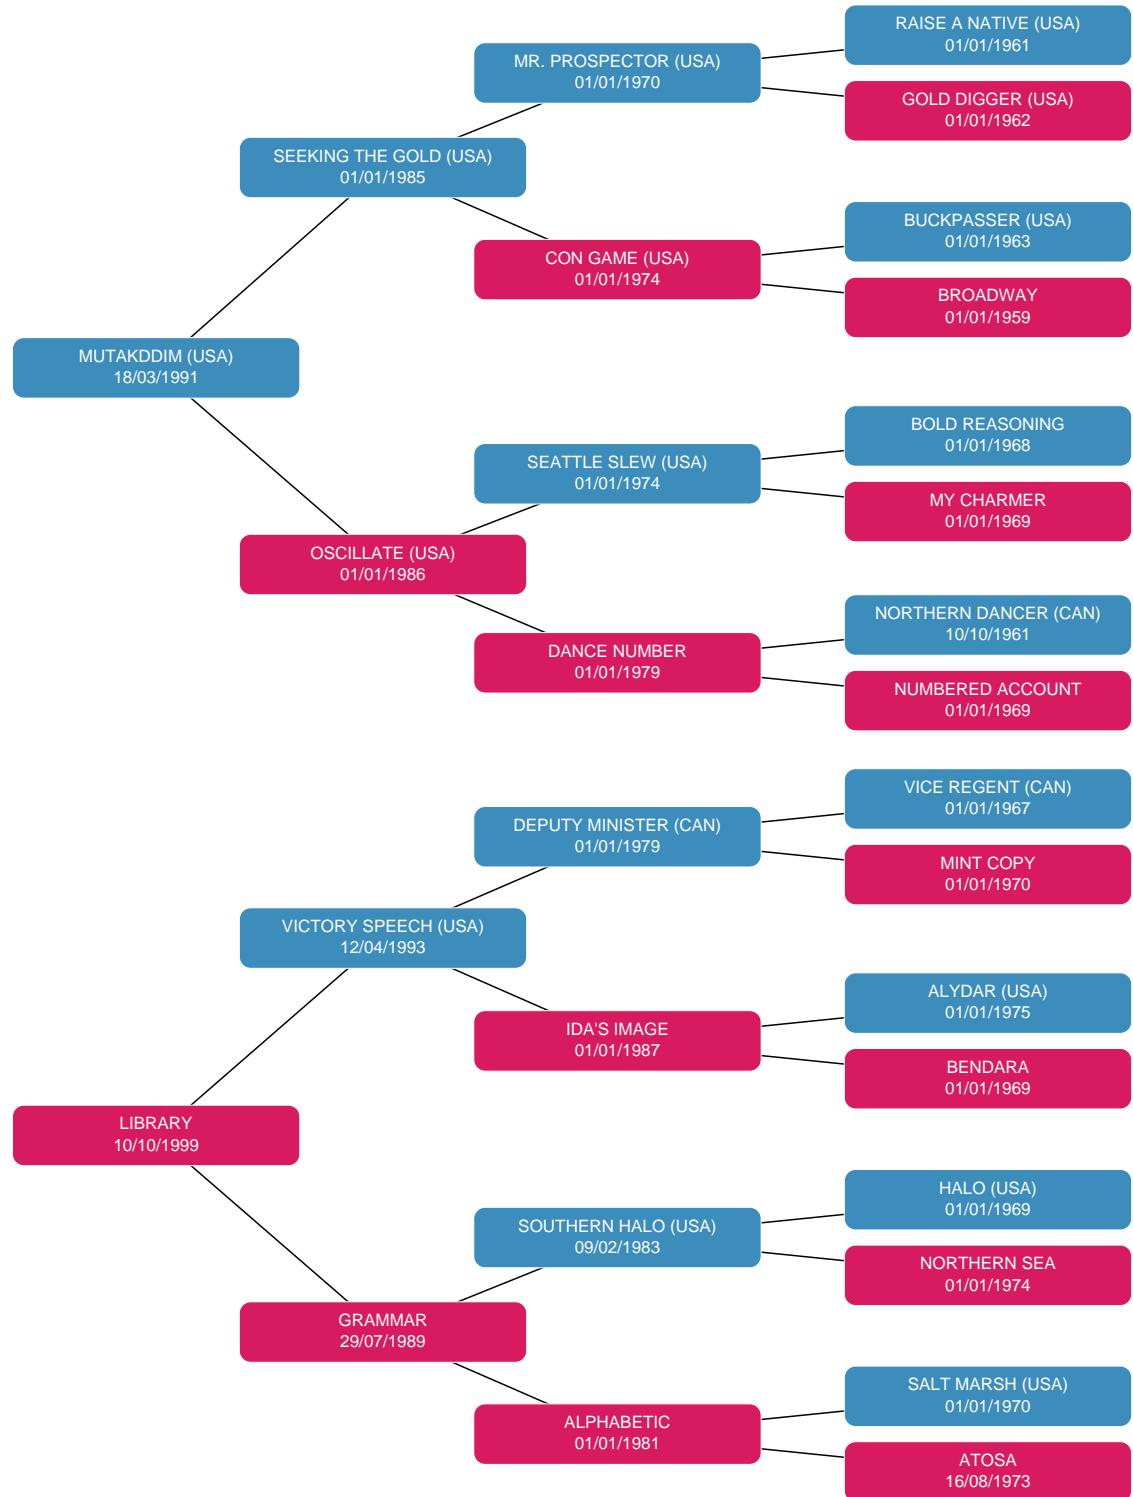 RAISE A NATIVE (USA)
01/01/1961
MR. PROSPECTOR (USA)
01/01/1970
GOLD DIGGER (USA)
01/01/1962
SEEKING THE GOLD (USA)
01/01/1985
BUCKPASSER (USA)
01/01/1963
CON GAME (USA)
01/01/1974
BROADWAY
01/01/1959
MUTAKDDIM (USA)
18/03/1991
BOLD REASONING
01/01/1968
SEATTLE SLEW (USA)
01/01/1974
MY CHARMER
01/01/1969
OSCILLATE (USA)
01/01/1986
NORTHERN DANCER (CAN)
10/10/1961
DANCE NUMBER
01/01/1979
NUMBERED ACCOUNT
01/01/1969
VICE REGENT (CAN)
01/01/1967
DEPUTY MINISTER (CAN)
01/01/1979
MINT COPY
01/01/1970
VICTORY SPEECH (USA)
12/04/1993
ALYDAR (USA)
01/01/1975
IDA'S IMAGE
01/01/1987
BENDARA
01/01/1969
LIBRARY
10/10/1999
HALO (USA)
01/01/1969
SOUTHERN HALO (USA)
09/02/1983
NORTHERN SEA
01/01/1974
GRAMMAR
29/07/1989
SALT MARSH (USA)
01/01/1970
ALPHABETIC
01/01/1981
ATOSA
16/08/1973